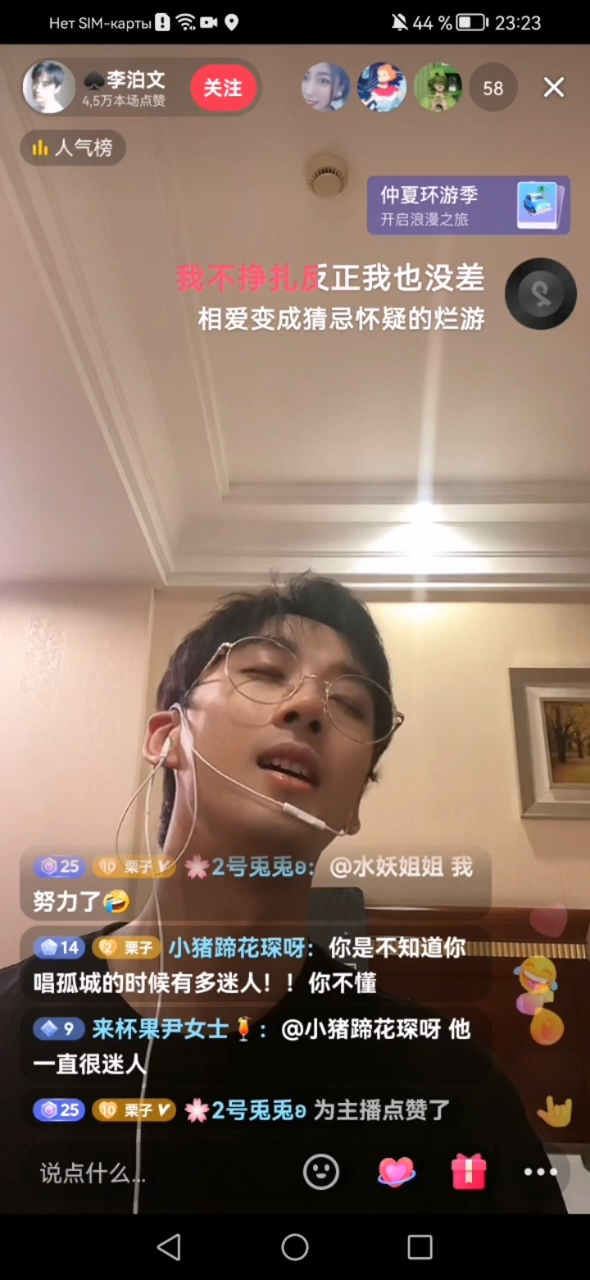 Нет SIM-карты 44 % 23:23
李泊文
4,5万本场点赞
关注
58
人气榜
仲夏环游季
开启浪漫之旅
我不挣扎反正我也没差
相爱变成猜忌怀疑的烂游
25 栗子 2号兎兎ʚ：@水妖姐姐 我
努力了
14 2 栗子 小猪蹄花琛呀：你是不知道你
唱孤城的时候有多迷人！！你不懂
9 来杯果尹女士：@小猪蹄花琛呀 他
一直很迷人
25 栗子 2号兎兎ʚ 为主播点赞了
说点什么...